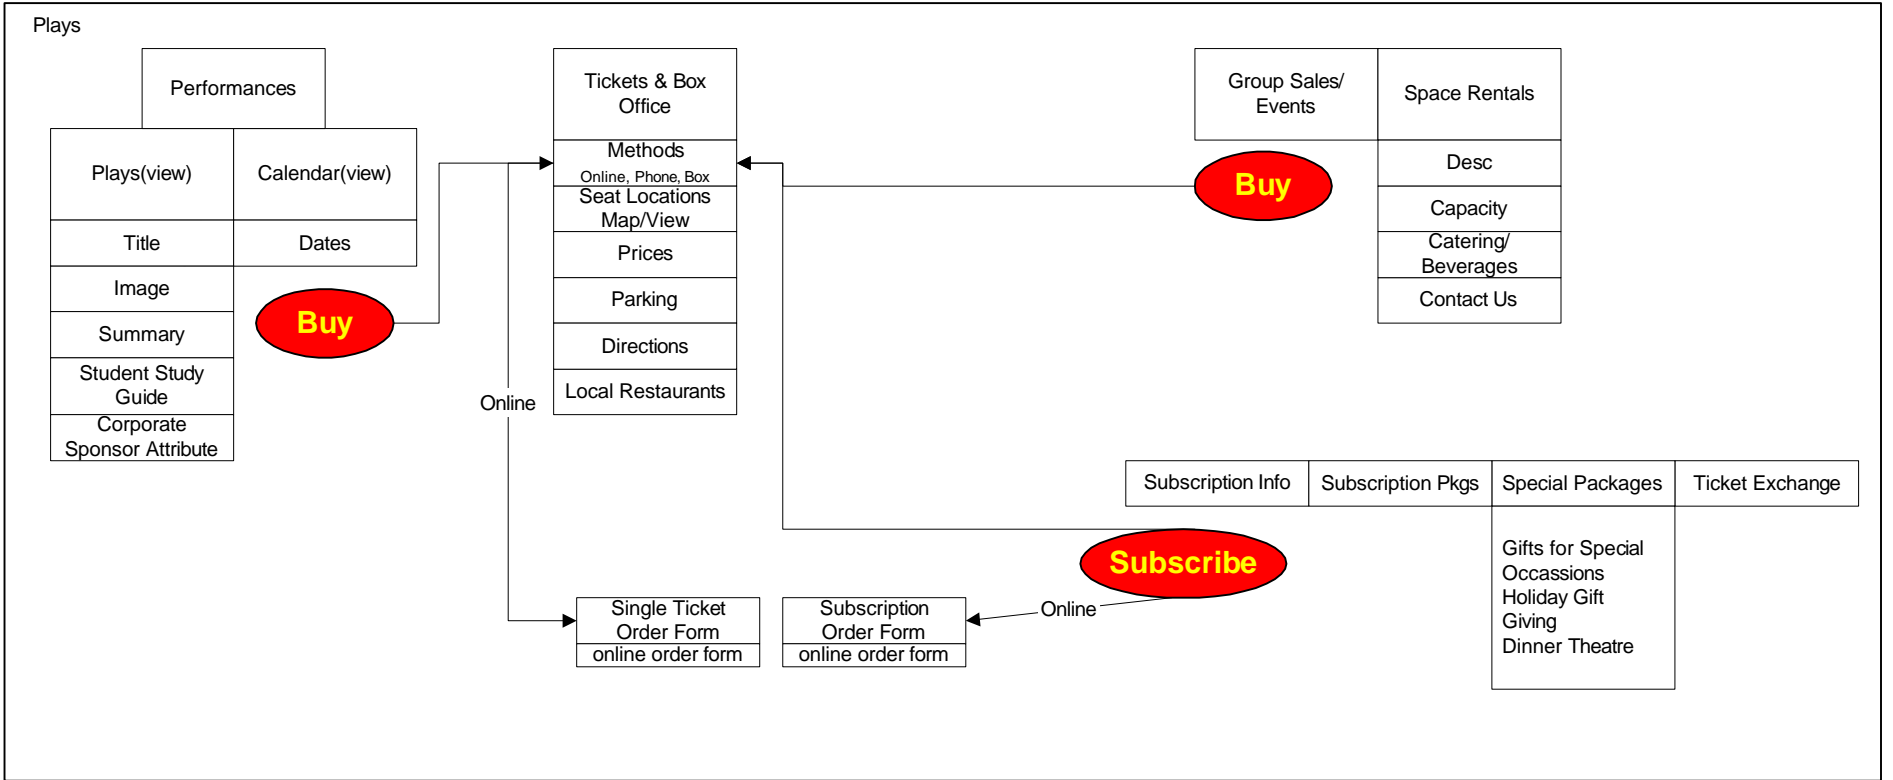 Plays
Performances
Plays(view)
Calendar(view)
Title
Dates
Image
Summary
Student Study
Guide
Corporate
Sponsor Attribute
Buy
Tickets & Box
Office
Methods
Online, Phone, Box
Seat Locations
Map/View
Prices
Parking
Directions
Local Restaurants
Online
Group Sales/
Events
Space Rentals
Buy
Desc
Capacity
Catering/
Beverages
Contact Us
Subscription Info
Subscription Pkgs
Special Packages
Ticket Exchange
Gifts for Special
Occassions
Holiday Gift
Giving
Dinner Theatre
Subscribe
Online
Single Ticket
Order Form
online order form
Subscription
Order Form
online order form